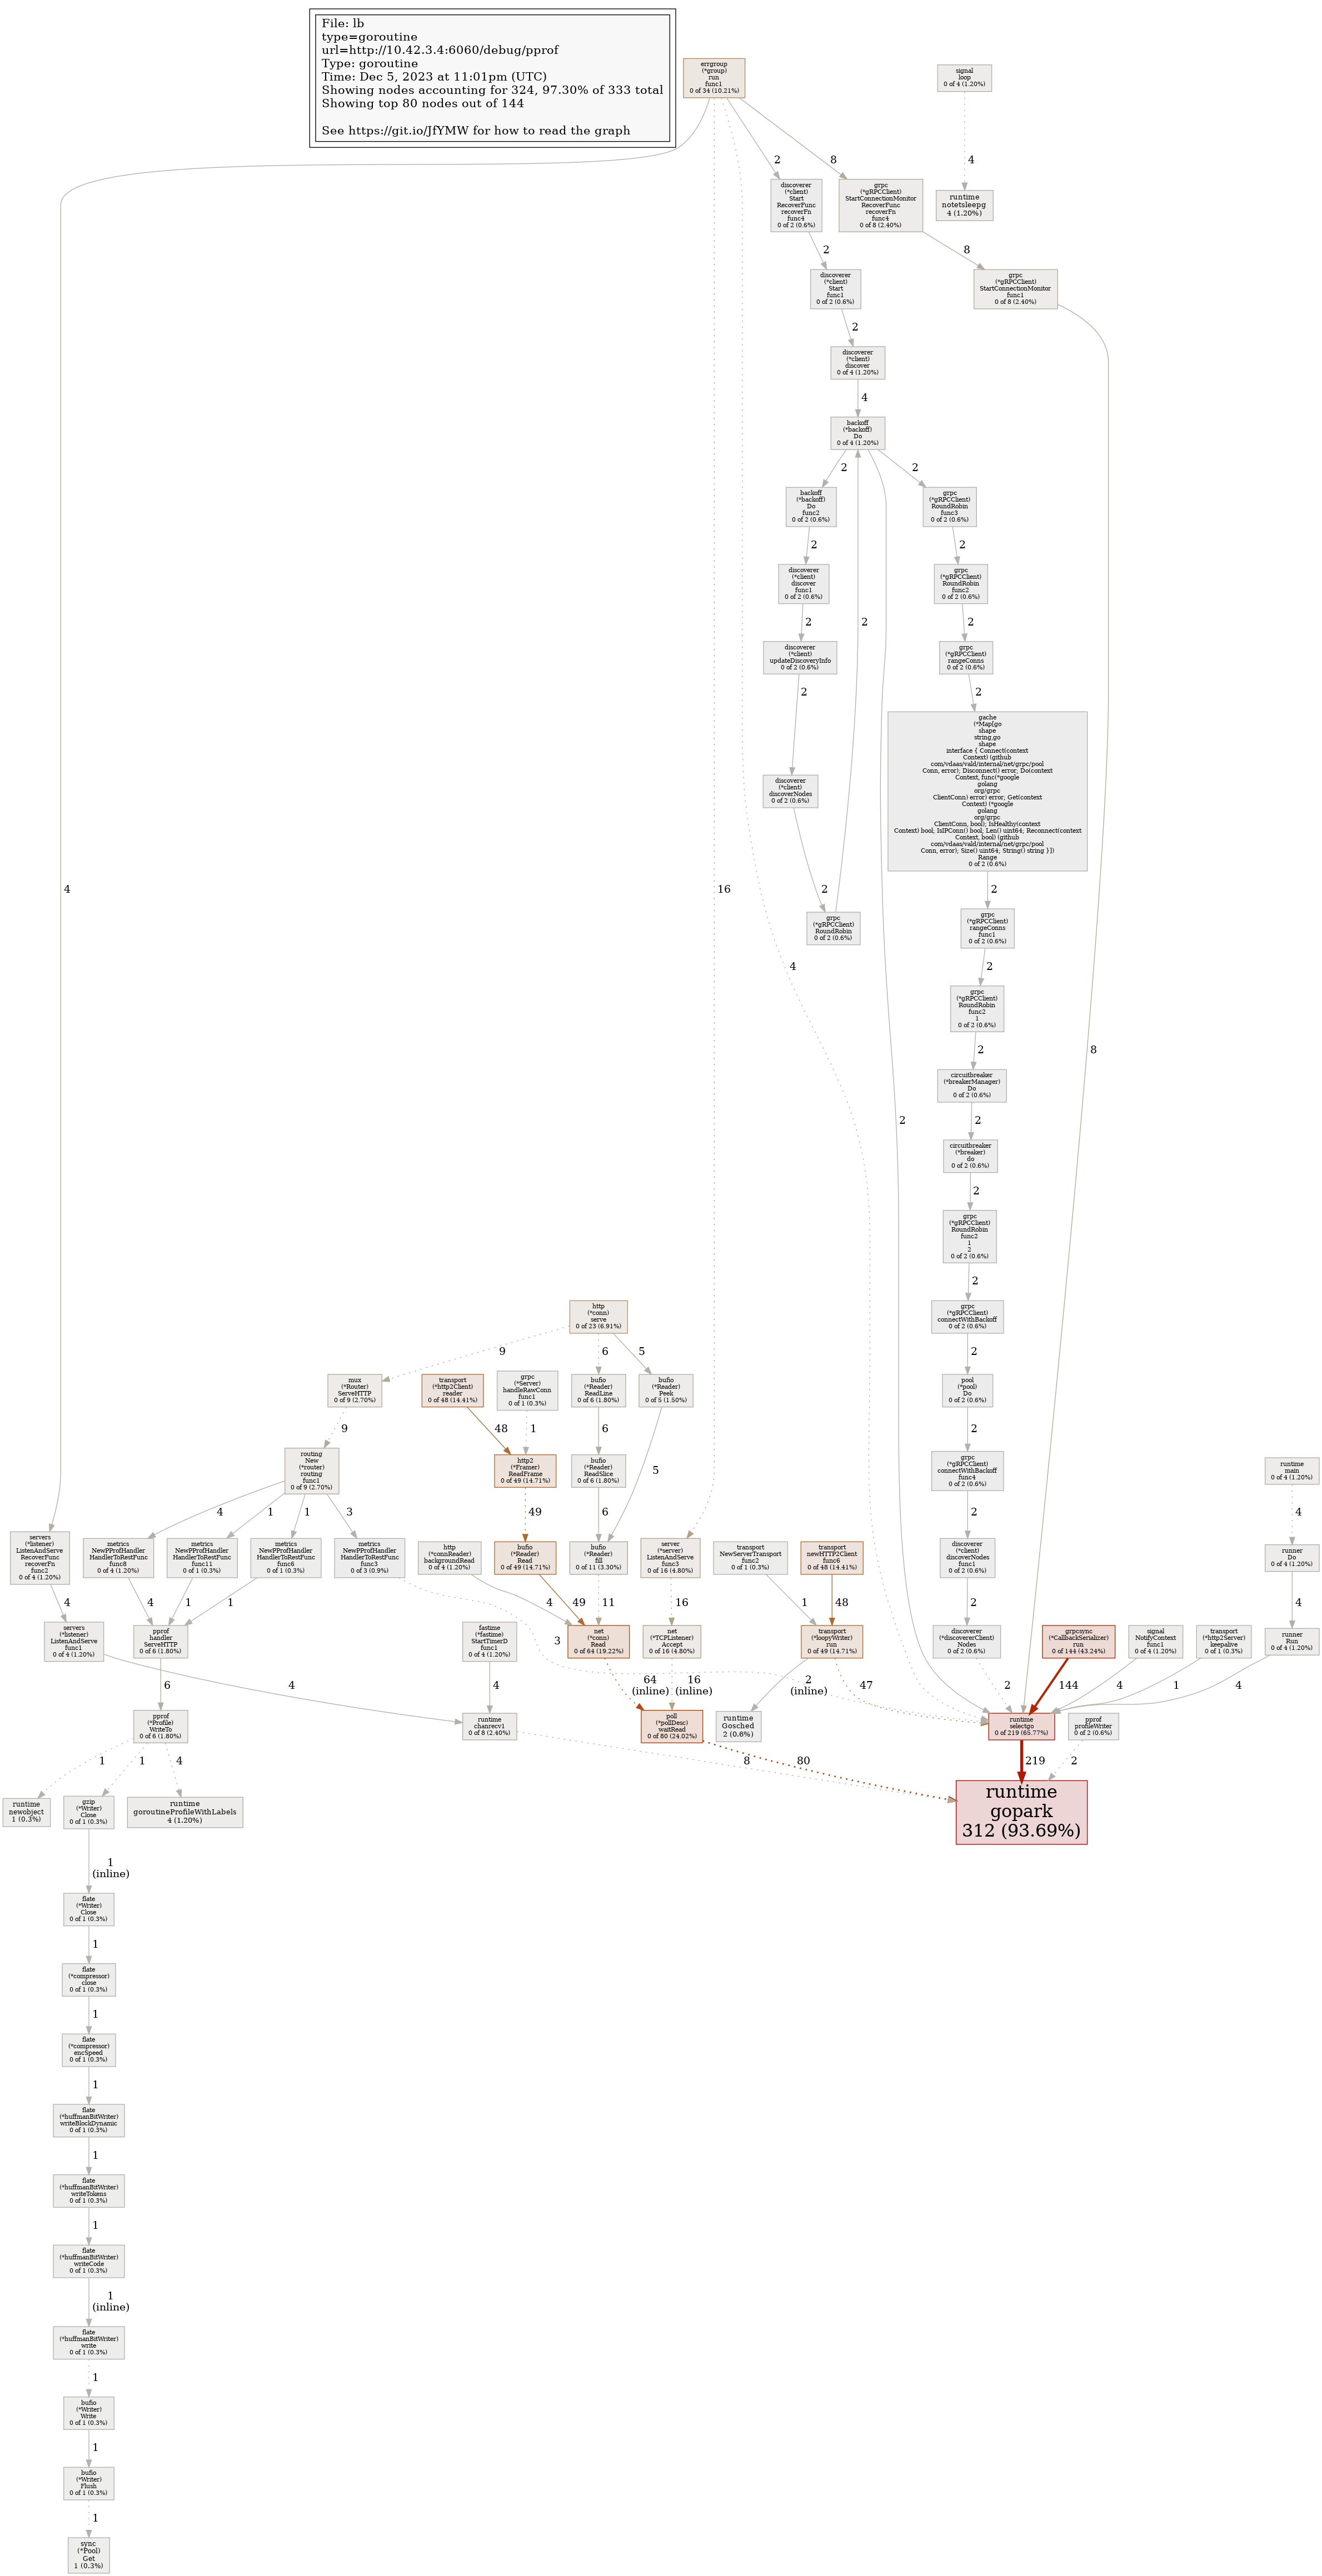 File: lb
type=goroutine
url=http://10.42.3.4:6060/debug/pprof
Type: goroutine
Time: Dec 5, 2023 at 11:01pm (UTC)
Showing nodes accounting for 324, 97.30% of 333 total
Showing top 80 nodes out of 144
See https://git.io/JfYMW for how to read the graph
errgroup
(*group)
run
func1
0 of 34 (10.21%)
signal
loop
0 of 4 (1.20%)
2
8
4
discoverer
(*client)
Start
RecoverFunc
recoverFn
func4
0 of 2 (0.6%)
grpc
(*gRPCClient)
StartConnectionMonitor
RecoverFunc
recoverFn
func4
0 of 8 (2.40%)
runtime
notetsleepg
4 (1.20%)
2
8
discoverer
(*client)
Start
func1
0 of 2 (0.6%)
grpc
(*gRPCClient)
StartConnectionMonitor
func1
0 of 8 (2.40%)
2
discoverer
(*client)
discover
0 of 4 (1.20%)
4
backoff
(*backoff)
Do
0 of 4 (1.20%)
2
2
backoff
(*backoff)
Do
func2
0 of 2 (0.6%)
grpc
(*gRPCClient)
RoundRobin
func3
0 of 2 (0.6%)
2
2
discoverer
(*client)
discover
func1
0 of 2 (0.6%)
grpc
(*gRPCClient)
RoundRobin
func2
0 of 2 (0.6%)
2
2
2
discoverer
(*client)
updateDiscoveryInfo
0 of 2 (0.6%)
grpc
(*gRPCClient)
rangeConns
0 of 2 (0.6%)
2
2
gache
(*Map[go
shape
string,go
shape
interface { Connect(context
Context) (github
com/vdaas/vald/internal/net/grpc/pool
Conn, error); Disconnect() error; Do(context
Context, func(*google
golang
org/grpc
ClientConn) error) error; Get(context
Context) (*google
golang
org/grpc
ClientConn, bool); IsHealthy(context
Context) bool; IsIPConn() bool; Len() uint64; Reconnect(context
Context, bool) (github
com/vdaas/vald/internal/net/grpc/pool
Conn, error); Size() uint64; String() string }])
Range
0 of 2 (0.6%)
discoverer
(*client)
discoverNodes
0 of 2 (0.6%)
4
16
2
2
grpc
(*gRPCClient)
RoundRobin
0 of 2 (0.6%)
grpc
(*gRPCClient)
rangeConns
func1
0 of 2 (0.6%)
4
2
grpc
(*gRPCClient)
RoundRobin
func2
1
0 of 2 (0.6%)
2
8
circuitbreaker
(*breakerManager)
Do
0 of 2 (0.6%)
2
2
circuitbreaker
(*breaker)
do
0 of 2 (0.6%)
2
grpc
(*gRPCClient)
RoundRobin
func2
1
2
0 of 2 (0.6%)
2
http
(*conn)
serve
0 of 23 (6.91%)
grpc
(*gRPCClient)
connectWithBackoff
0 of 2 (0.6%)
9
6
5
2
mux
(*Router)
ServeHTTP
0 of 9 (2.70%)
transport
(*http2Client)
reader
0 of 48 (14.41%)
grpc
(*Server)
handleRawConn
func1
0 of 1 (0.3%)
bufio
(*Reader)
ReadLine
0 of 6 (1.80%)
bufio
(*Reader)
Peek
0 of 5 (1.50%)
pool
(*pool)
Do
0 of 2 (0.6%)
9
48
1
6
2
routing
New
(*router)
routing
func1
0 of 9 (2.70%)
http2
(*Framer)
ReadFrame
0 of 49 (14.71%)
bufio
(*Reader)
ReadSlice
0 of 6 (1.80%)
5
grpc
(*gRPCClient)
connectWithBackoff
func4
0 of 2 (0.6%)
runtime
main
0 of 4 (1.20%)
4
1
1
3
49
6
2
4
servers
(*listener)
ListenAndServe
RecoverFunc
recoverFn
func2
0 of 4 (1.20%)
metrics
NewPProfHandler
HandlerToRestFunc
func8
0 of 4 (1.20%)
metrics
NewPProfHandler
HandlerToRestFunc
func11
0 of 1 (0.3%)
metrics
NewPProfHandler
HandlerToRestFunc
func6
0 of 1 (0.3%)
metrics
NewPProfHandler
HandlerToRestFunc
func3
0 of 3 (0.9%)
http
(*connReader)
backgroundRead
0 of 4 (1.20%)
bufio
(*Reader)
Read
0 of 49 (14.71%)
bufio
(*Reader)
fill
0 of 11 (3.30%)
server
(*server)
ListenAndServe
func3
0 of 16 (4.80%)
transport
NewServerTransport
func2
0 of 1 (0.3%)
transport
newHTTP2Client
func6
0 of 48 (14.41%)
discoverer
(*client)
discoverNodes
func1
0 of 2 (0.6%)
runner
Do
0 of 4 (1.20%)
4
4
1
1
4
49
11
16
1
48
2
4
servers
(*listener)
ListenAndServe
func1
0 of 4 (1.20%)
pprof
handler
ServeHTTP
0 of 6 (1.80%)
fastime
(*fastime)
StartTimerD
func1
0 of 4 (1.20%)
3
net
(*conn)
Read
0 of 64 (19.22%)
net
(*TCPListener)
Accept
0 of 16 (4.80%)
transport
(*loopyWriter)
run
0 of 49 (14.71%)
discoverer
(*discovererClient)
Nodes
0 of 2 (0.6%)
grpcsync
(*CallbackSerializer)
run
0 of 144 (43.24%)
signal
NotifyContext
func1
0 of 4 (1.20%)
transport
(*http2Server)
keepalive
0 of 1 (0.3%)
runner
Run
0 of 4 (1.20%)
6
4
4
64
(inline)
16
(inline)
2
(inline)
47
2
144
4
1
4
pprof
(*Profile)
WriteTo
0 of 6 (1.80%)
runtime
chanrecv1
0 of 8 (2.40%)
poll
(*pollDesc)
waitRead
0 of 80 (24.02%)
runtime
Gosched
2 (0.6%)
runtime
selectgo
0 of 219 (65.77%)
pprof
profileWriter
0 of 2 (0.6%)
1
1
4
8
80
219
2
runtime
newobject
1 (0.3%)
gzip
(*Writer)
Close
0 of 1 (0.3%)
runtime
goroutineProfileWithLabels
4 (1.20%)
runtime
gopark
312 (93.69%)
1
(inline)
flate
(*Writer)
Close
0 of 1 (0.3%)
1
flate
(*compressor)
close
0 of 1 (0.3%)
1
flate
(*compressor)
encSpeed
0 of 1 (0.3%)
1
flate
(*huffmanBitWriter)
writeBlockDynamic
0 of 1 (0.3%)
1
flate
(*huffmanBitWriter)
writeTokens
0 of 1 (0.3%)
1
flate
(*huffmanBitWriter)
writeCode
0 of 1 (0.3%)
1
(inline)
flate
(*huffmanBitWriter)
write
0 of 1 (0.3%)
1
bufio
(*Writer)
Write
0 of 1 (0.3%)
1
bufio
(*Writer)
Flush
0 of 1 (0.3%)
1
sync
(*Pool)
Get
1 (0.3%)